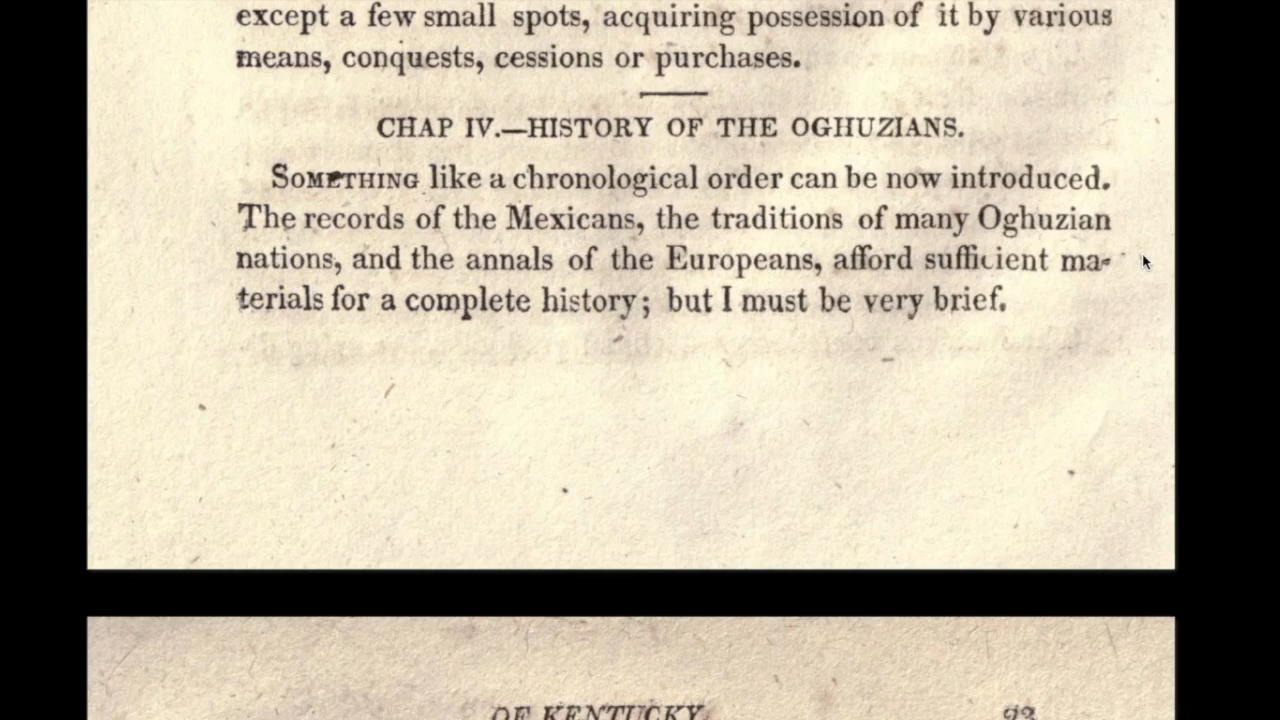 except a few small spots, acquiring possession of it by various
means, conquests, cessions or purchases.
CHAP IV.—HISTORY OF THE OGHUZIANS.
SOMETHING like a chronological order can be now introduced.
The records of the Mexicans, the traditions of many Oghuzian
nations, and the annals of the Europeans, afford sufficient ma-
terials for a complete history; but I must be very brief.
OF KENTUCKY.